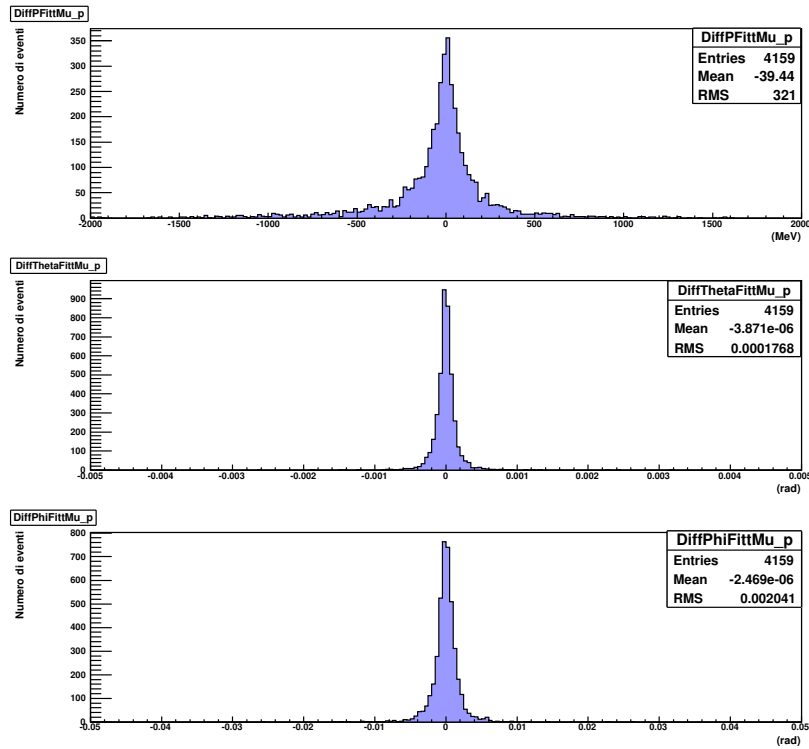 DiffPFittMu_p
Numero di eventi
350
300
250
200
150
100
50
0
-2000 -1500 -1000 -500 0 500 1000 1500 2000
(MeV)
DiffPFittMu_p
Entries 4159
Mean -39.44
RMS 321
DiffThetaFittMu_p
Numero di eventi
900
800
700
600
500
400
300
200
100
0
-0.005 -0.004 -0.003 -0.002 -0.001 0 0.001 0.002 0.003 0.004 0.005
(rad)
DiffThetaFittMu_p
Entries 4159
Mean -3.871e-06
RMS 0.0001768
DiffPhiFittMu_p
Numero di eventi
800
700
600
500
400
300
200
100
0
-0.05 -0.04 -0.03 -0.02 -0.01 0 0.01 0.02 0.03 0.04 0.05
(rad)
DiffPhiFittMu_p
Entries 4159
Mean -2.469e-06
RMS 0.002041